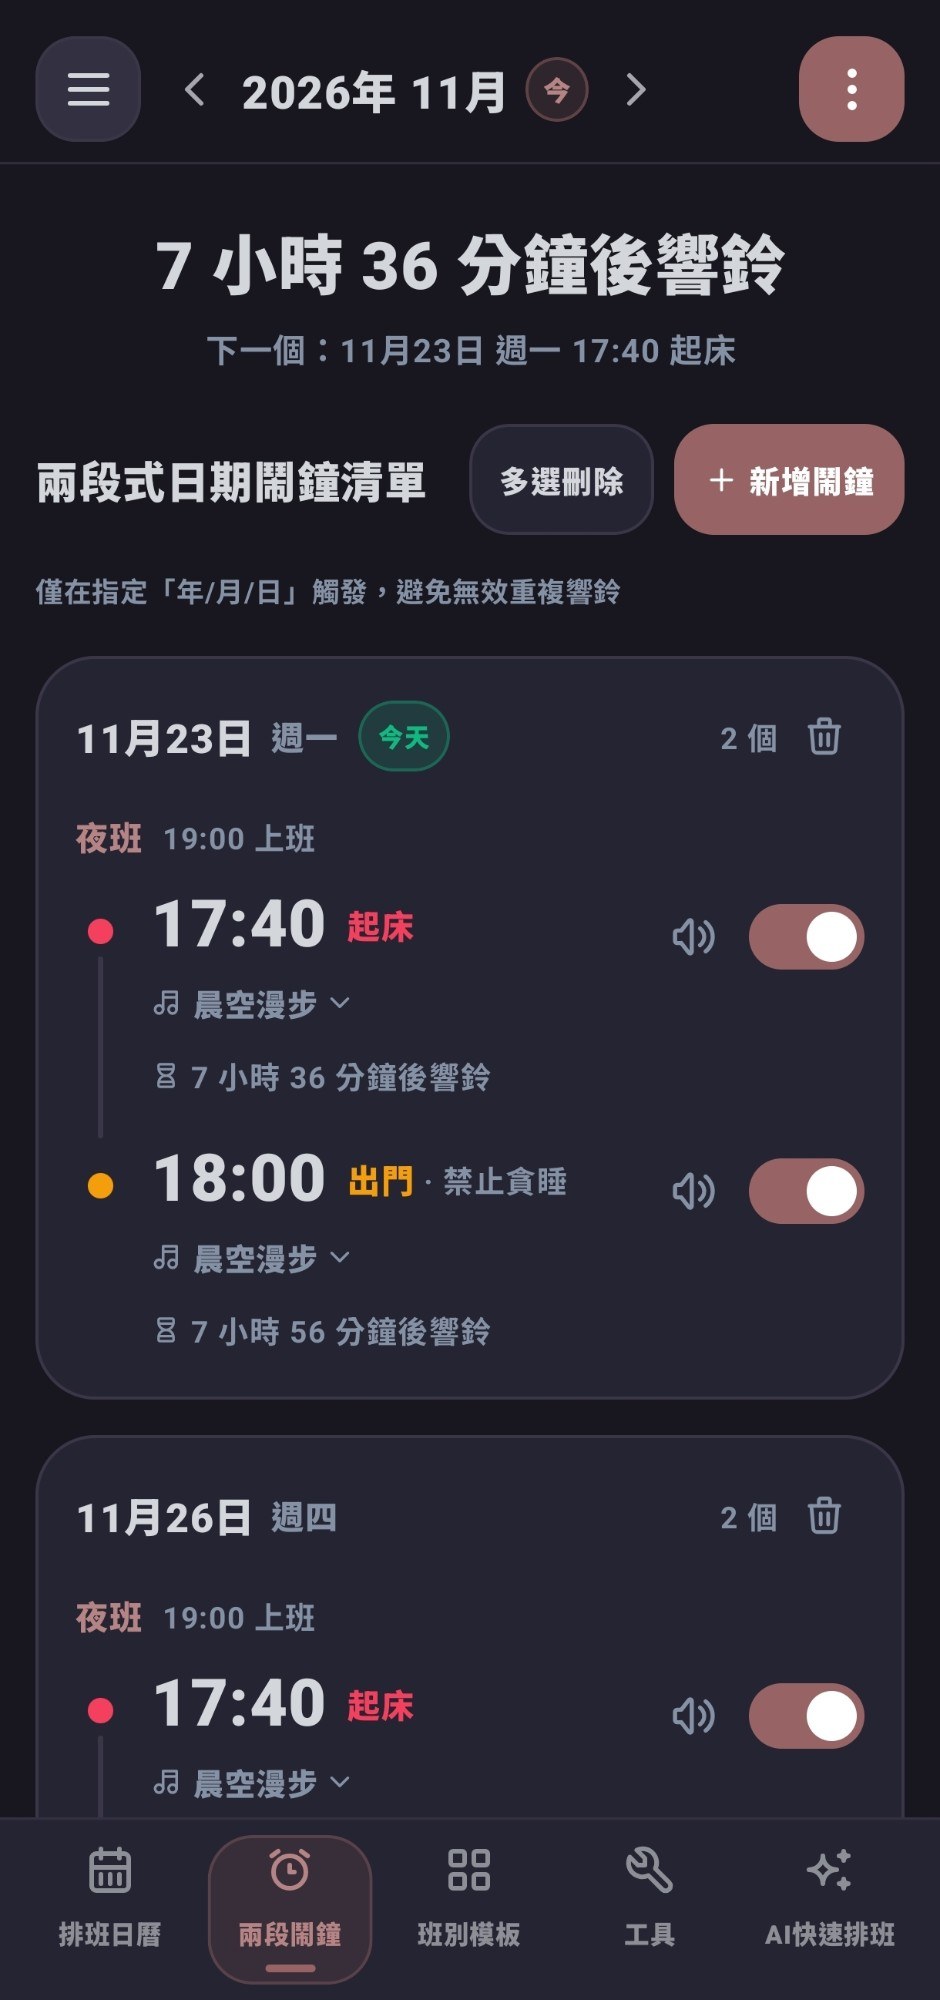 2026年 11月 今
7 小時 36 分鐘後響鈴
下一個：11月23日 週一 17:40 起床
兩段式日期鬧鐘清單 多選刪除 + 新增鬧鐘
僅在指定「年/月/日」觸發，避免無效重複響鈴
11月23日 週一 今天 2 個
夜班 19:00 上班
17:40 起床
晨空漫步
7 小時 36 分鐘後響鈴
18:00 出門 · 禁止貪睡
晨空漫步
7 小時 56 分鐘後響鈴
11月26日 週四 2 個
夜班 19:00 上班
17:40 起床
晨空漫步
排班日曆 兩段鬧鐘 班別模板 工具 AI快速排班